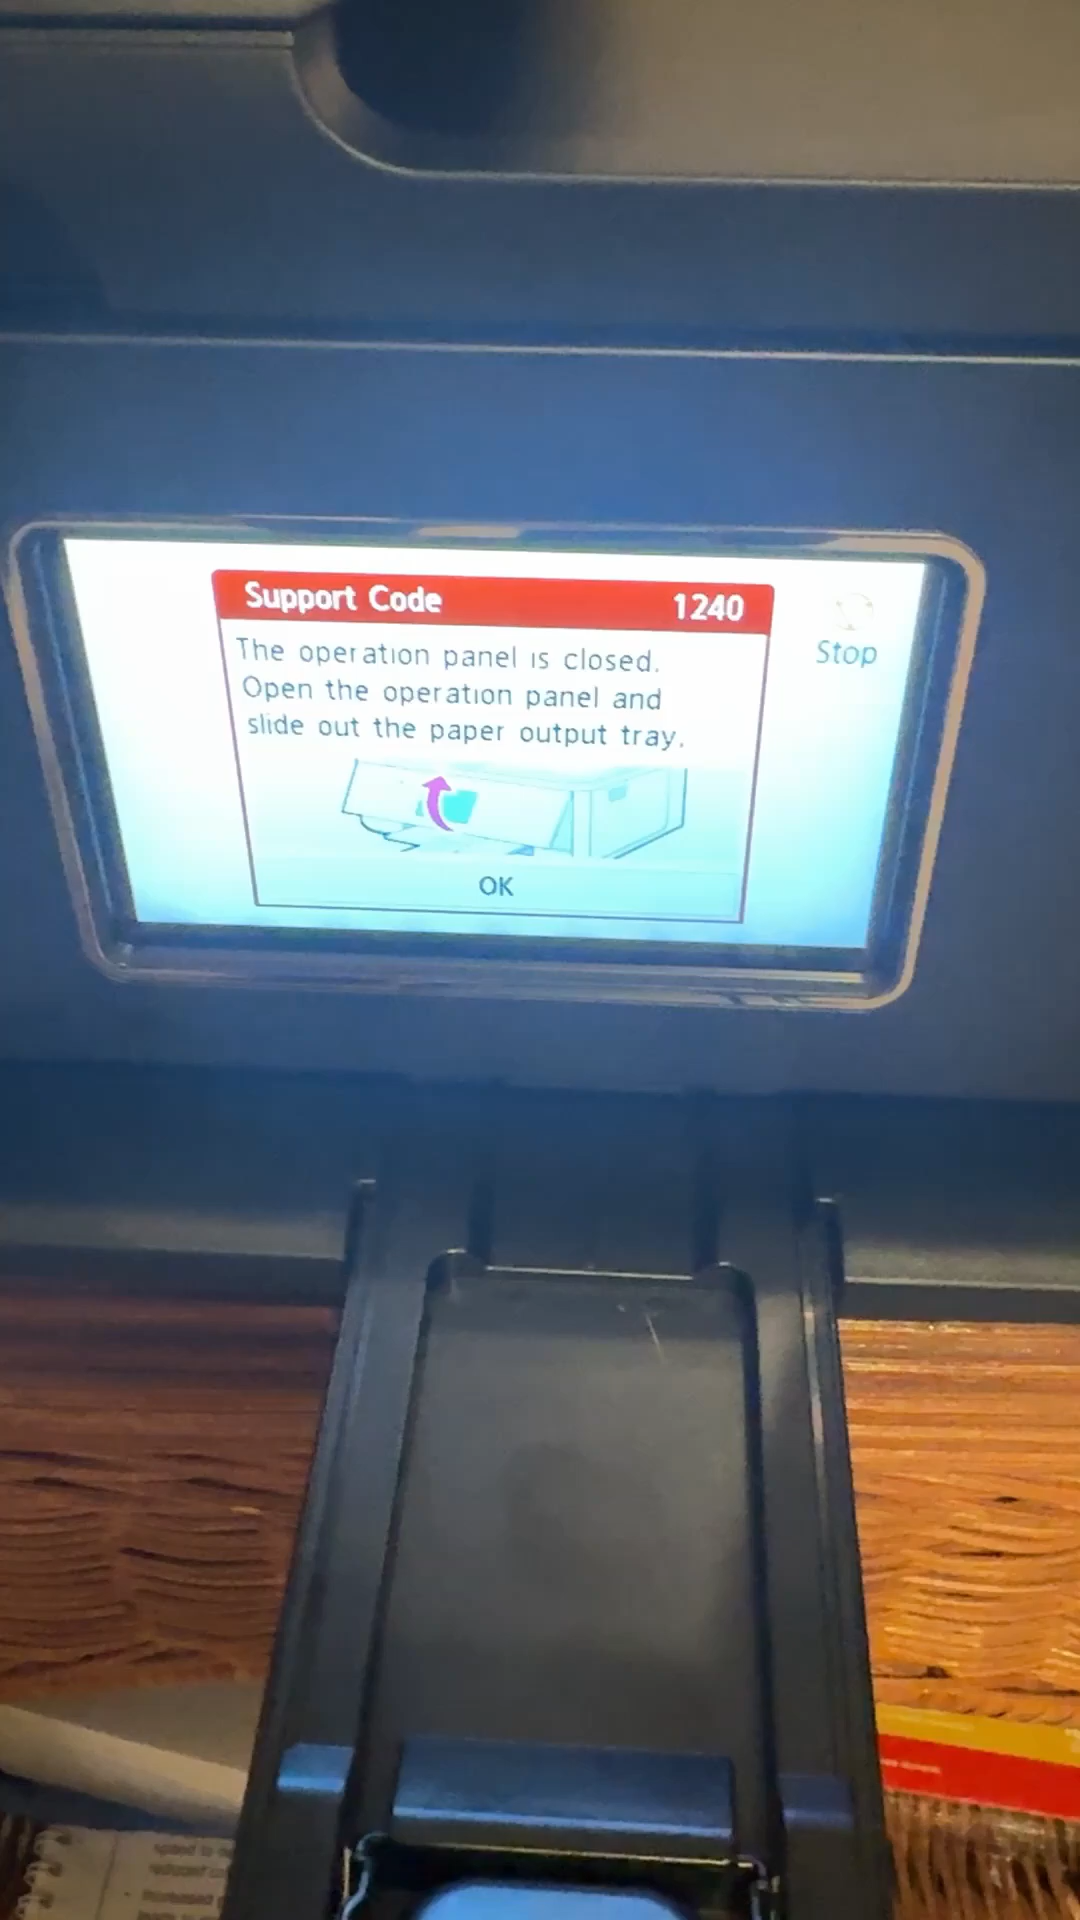 Support Code 1240
The operation panel is closed.
Open the operation panel and
slide out the paper output tray.
OK
Stop